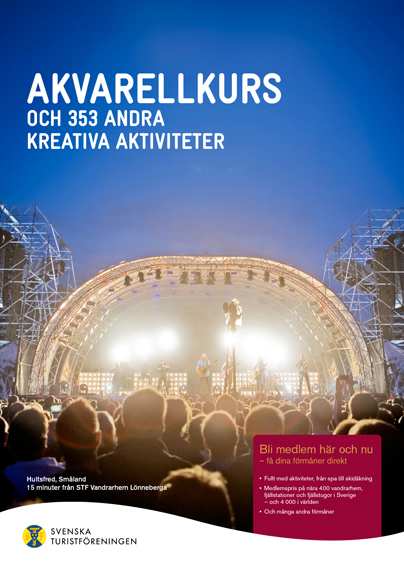 AKVARELLKURS
OCH 353 ANDRA
KREATIVA AKTIVITETER
Bli medlem här och nu
– få dina förmåner direkt
• Fullt med aktiviteter, från spa till skidåkning
• Medlemspris på nära 400 vandrarhem,
fjällstationer och fjällstugor i Sverige
– och 4 000 i världen
• Och många andra förmåner
Hultsfred, Småland
15 minuter från STF Vandrarhem Lönneberga
SVENSKA
TURISTFÖRENINGEN